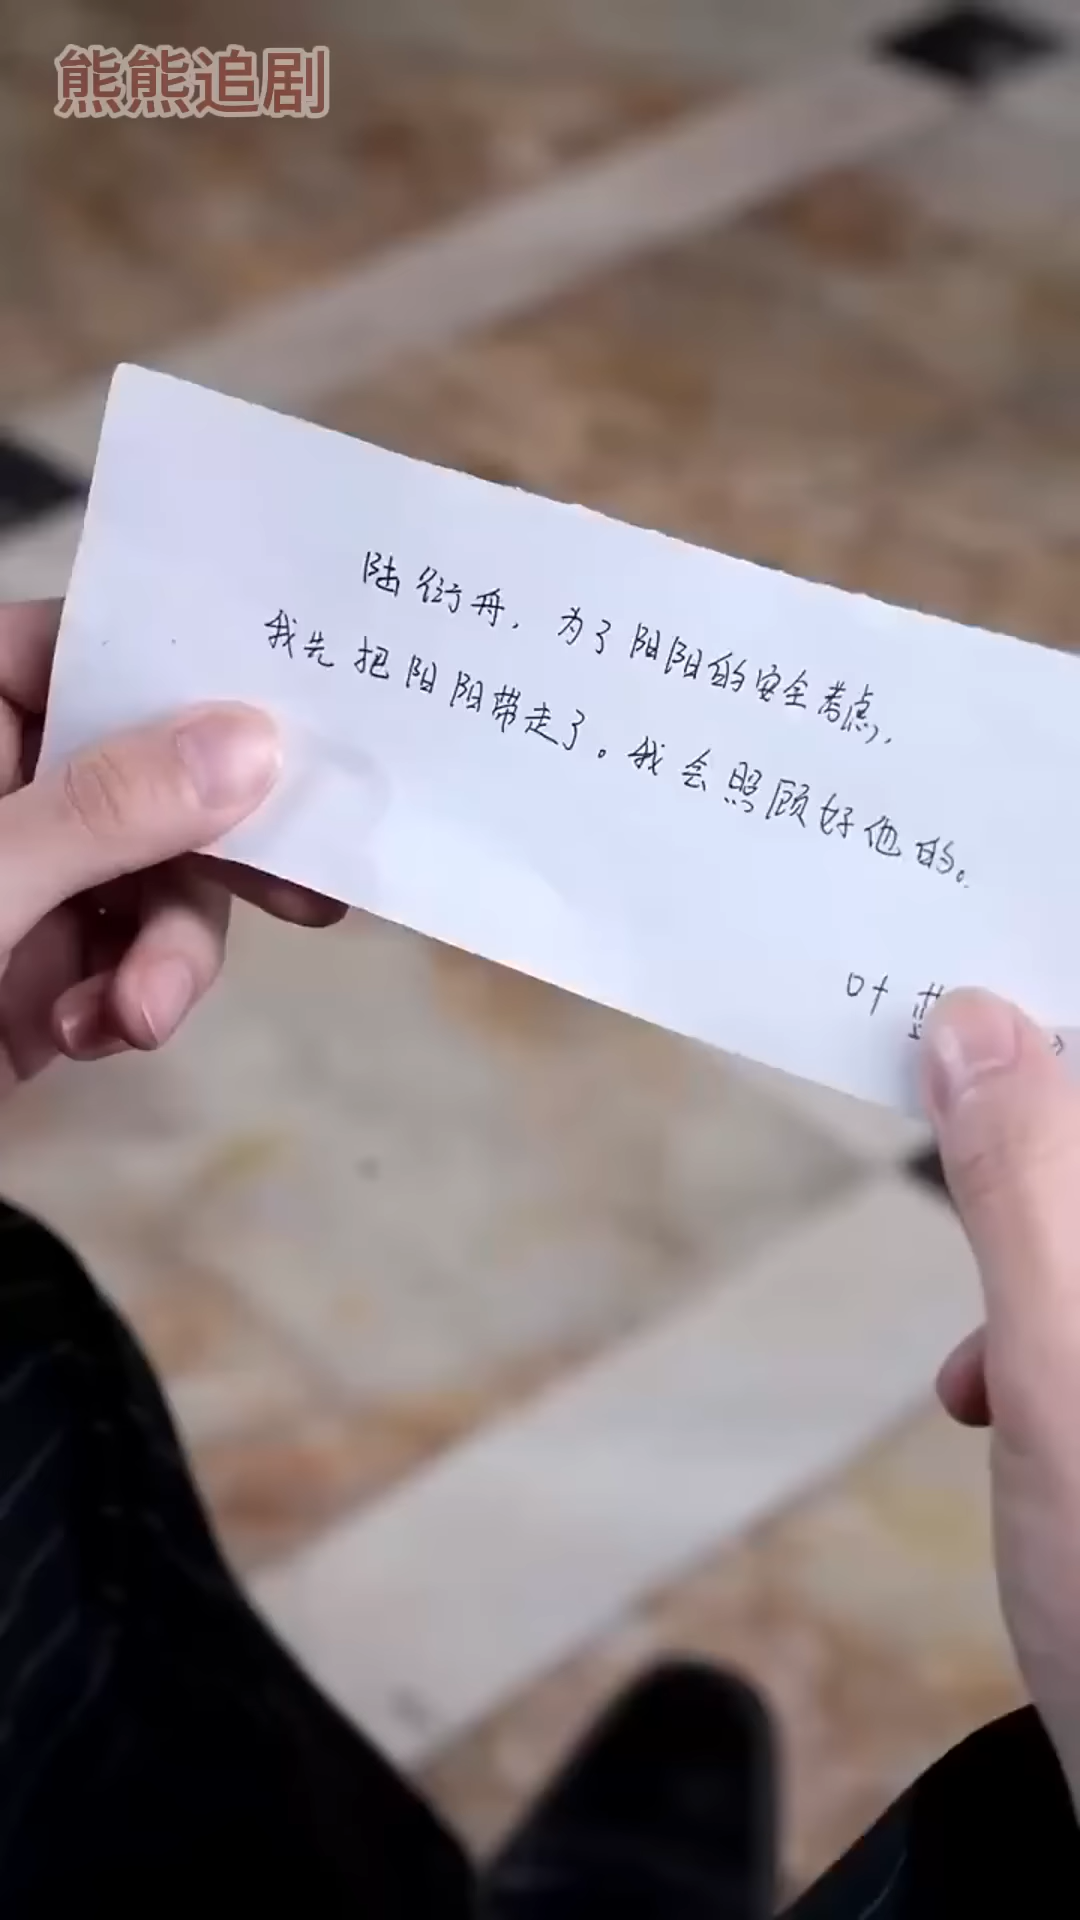 熊熊追剧
陆衍舟，为了阳阳的安全考虑，
我先把阳阳带走了。我会照顾好他的。
叶